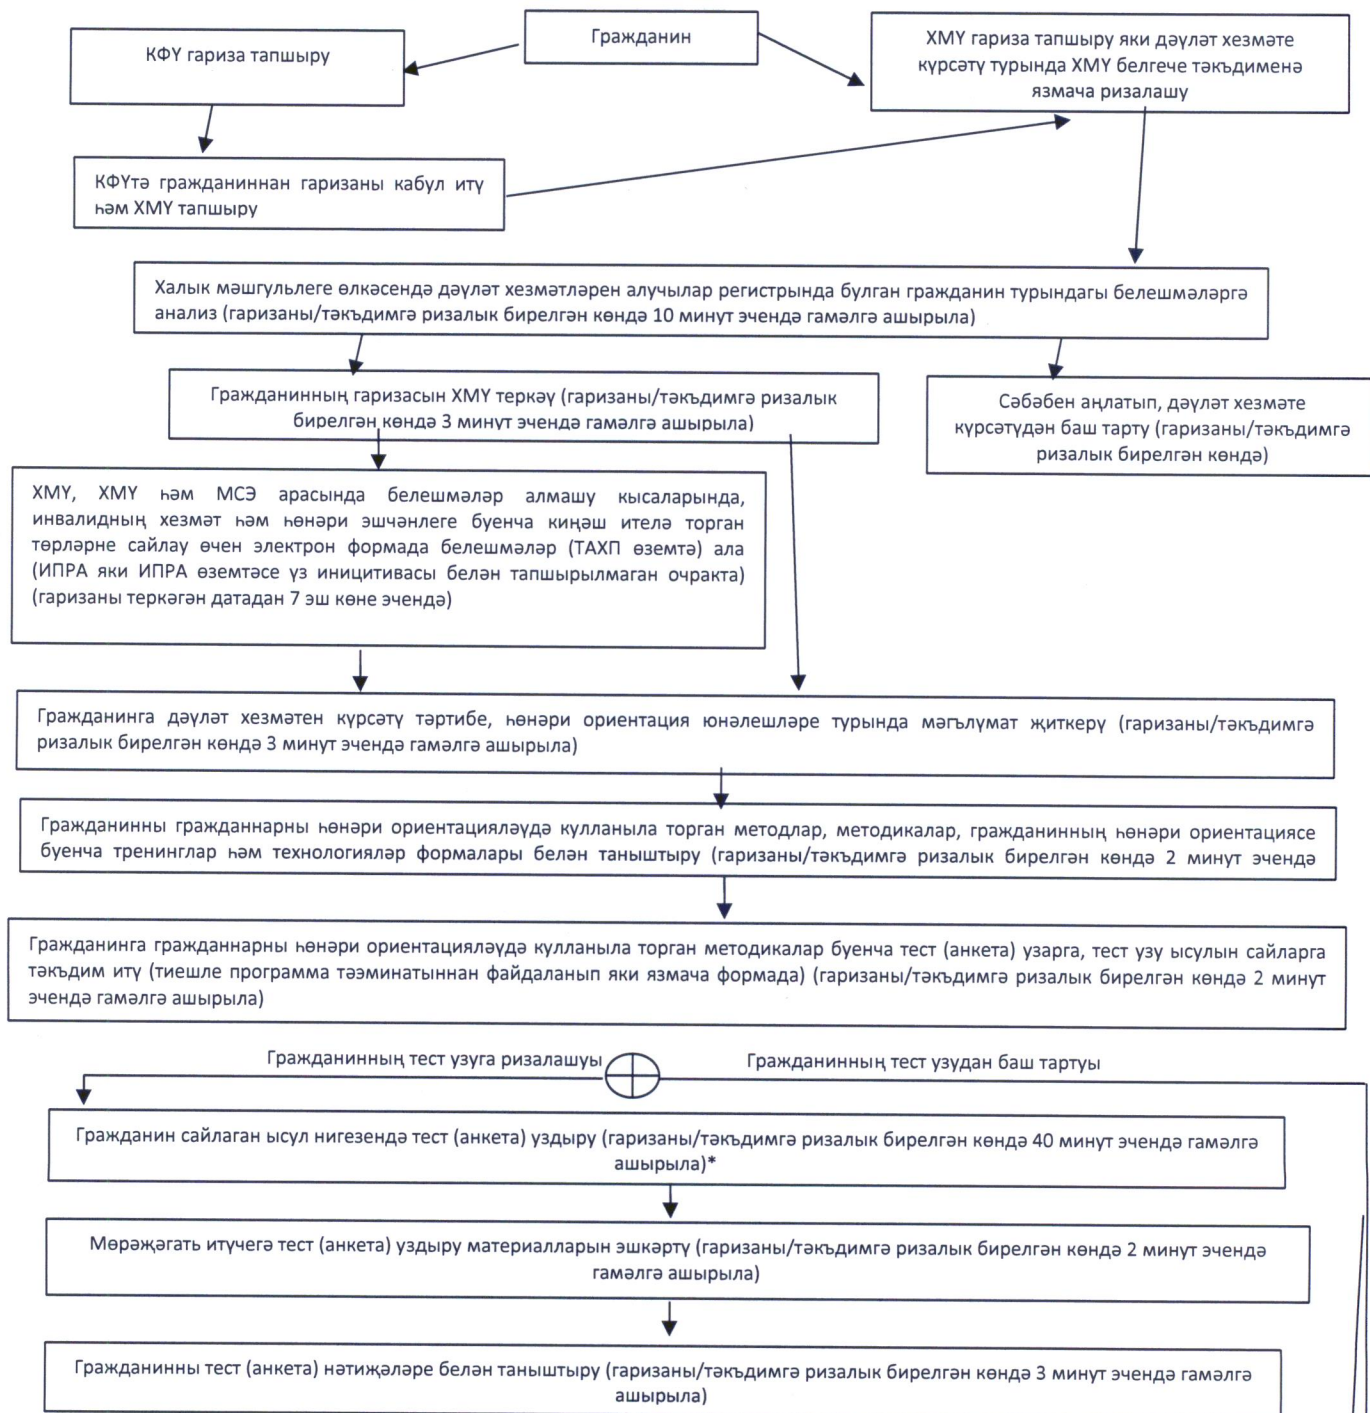 Гражданин
КФҮ гариза тапшыру
ХМҮ гариза тапшыру яки дәүләт хезмәте
күрсәтү турында ХМҮ белгече тәкъдименә
язмача ризалашу
КФҮтә гражданиннан гаризаны кабул итү
һәм ХМҮ тапшыру
Халык мәшгульлеге өлкәсендә дәүләт хезмәтләрен алучылар регистрында булган гражданин турындагы белешмәләргә
анализ (гаризаны/тәкъдимгә ризалык бирелгән көндә 10 минут эчендә гамәлгә ашырыла)
Гражданинның гаризасын ХМҮ теркәү (гаризаны/тәкъдимгә ризалык
бирелгән көндә 3 минут эчендә гамәлгә ашырыла)
Сәбәбен аңлатып, дәүләт хезмәте
күрсәтүдән баш тарту (гаризаны/тәкъдимгә
ризалык бирелгән көндә)
ХМҮ, ХМҮ һәм МСЭ арасында белешмәләр алмашу кысаларында,
инвалидның хезмәт һәм һөнәри эшчәнлеге буенча киңәш ителә торган
төрләрне сайлау өчен электрон формада белешмәләр (ТАХП өземтә) ала
(ИПРА яки ИПРА өземтәсе үз иницитивасы белән тапшырылмаган очракта)
(гаризаны теркәгән датадан 7 эш көне эчендә)
Гражданинга дәүләт хезмәтен күрсәтү тәртибе, һөнәри ориентация юнәлешләре турында мәгълүмат җиткерү (гаризаны/тәкъдимгә
ризалык бирелгән көндә 3 минут эчендә гамәлгә ашырыла)
Гражданинны гражданнарны һөнәри ориентацияләүдә кулланыла торган методлар, методикалар, гражданинның һөнәри ориентациясе
буенча тренинглар һәм технологияләр формалары белән таныштыру (гаризаны/тәкъдимгә ризалык бирелгән көндә 2 минут эчендә
Гражданинга гражданнарны һөнәри ориентацияләүдә кулланыла торган методикалар буенча тест (анкета) узарга, тест узу ысулын сайларга
тәкъдим итү (тиешле программа тәэминатыннан файдаланып яки язмача формада) (гаризаны/тәкъдимгә ризалык бирелгән көндә 2 минут
эчендә гамәлгә ашырыла)
Гражданинның тест узуга ризалашуы
Гражданинның тест узудан баш тартуы
Гражданин сайлаган ысул нигезендә тест (анкета) уздыру (гаризаны/тәкъдимгә ризалык бирелгән көндә 40 минут эчендә гамәлгә
ашырыла)*
Мөрәҗәгать итүчегә тест (анкета) уздыру материалларын эшкәртү (гаризаны/тәкъдимгә ризалык бирелгән көндә 2 минут эчендә
гамәлгә ашырыла)
Гражданинны тест (анкета) нәтиҗәләре белән таныштыру (гаризаны/тәкъдимгә ризалык бирелгән көндә 3 минут эчендә гамәлгә
ашырыла)